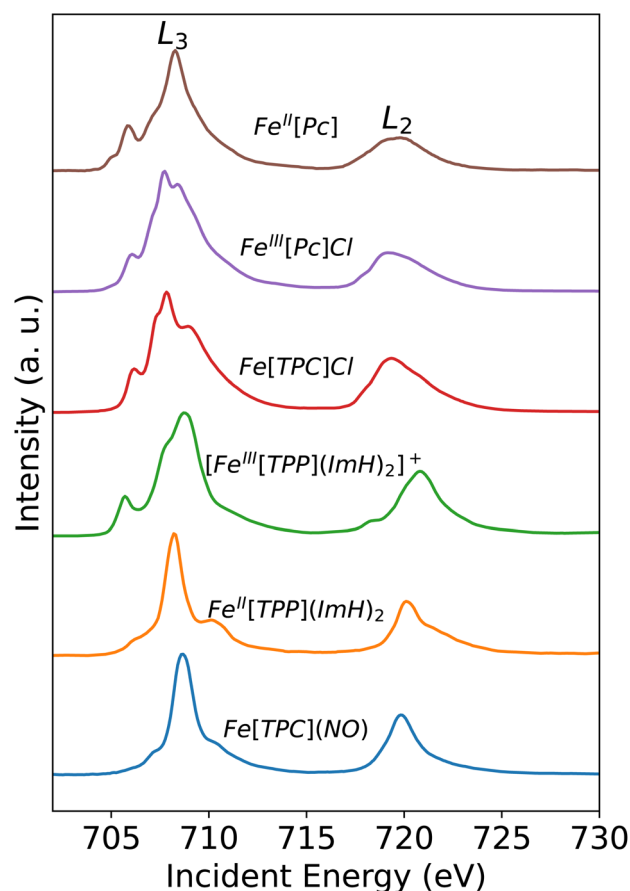 L₃
Feᴵᴵ[Pc]
L₂
Feᴵᴵᴵ[Pc]Cl
Fe[TPC]Cl
[Feᴵᴵᴵ[TPP](ImH)₂]⁺
Feᴵᴵ[TPP](ImH)₂
Fe[TPC](NO)
Intensity (a. u.)
705 710 715 720 725 730
Incident Energy (eV)